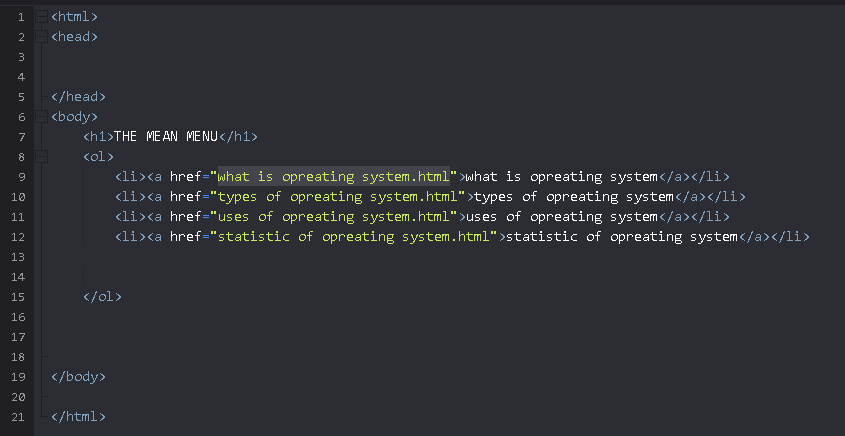 1 <html>
2 <head>
3
4
5 </head>
6 <body>
7 <h1>THE MEAN MENU</h1>
8 <ol>
9 <li><a href="what is opreating system.html">what is opreating system</a></li>
10 <li><a href="types of opreating system.html">types of opreating system</a></li>
11 <li><a href="uses of opreating system.html">uses of opreating system</a></li>
12 <li><a href="statistic of opreating system.html">statistic of opreating system</a></li>
13
14
15 </ol>
16
17
18
19 </body>
20
21 </html>